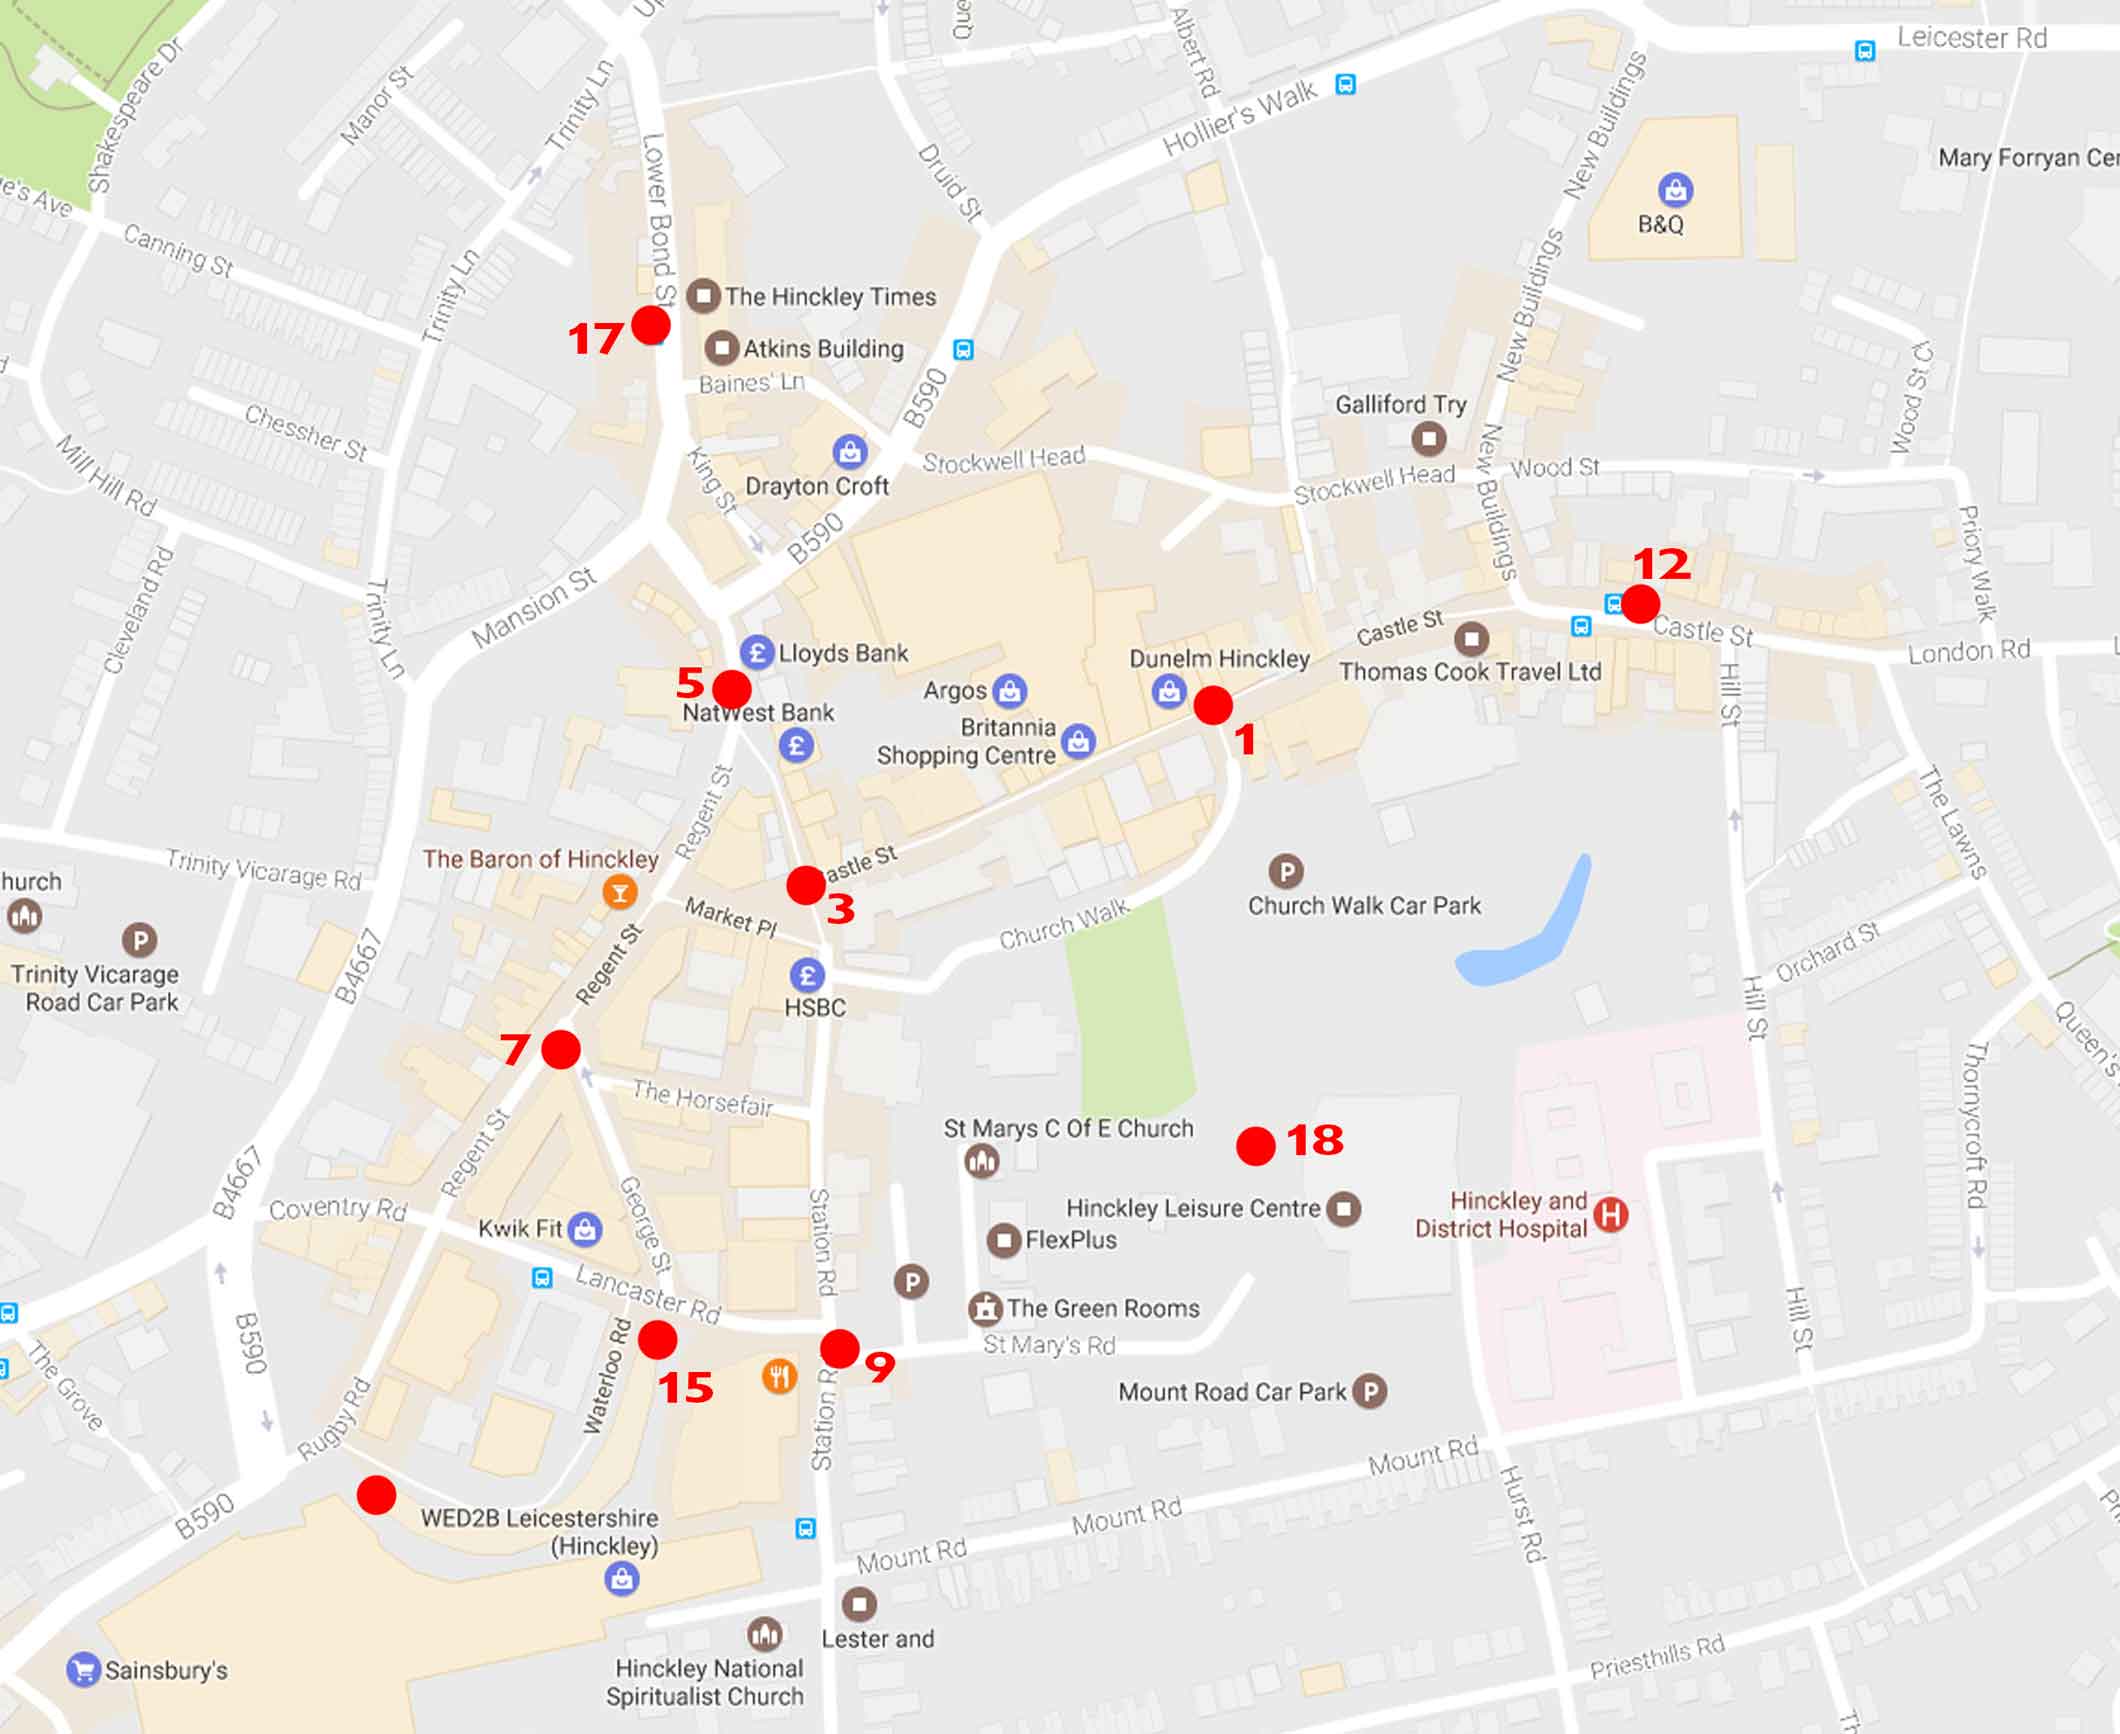 Leicester Rd
Albert Rd
Shakespeare Dr
Manor St
Trinity Ln
Hollier's Walk
New Buildings
Mary Forryan Cer
B&Q
Lower Bond St
Druid St
e's Ave
Canning St
Trinity Ln
New Buildings
The Hinckley Times
17
Atkins Building
Baines' Ln
B590
New Buildings
Wood St Cl
Galliford Try
Chessher St
Mill Hill Rd
King St
Drayton Croft
Stockwell Head
Stockwell Head
Wood St
New Buildings
B590
Priory Walk
12
Cleveland Rd
Trinity Ln
Mansion St
Castle St
Castle St
London Rd
Lloyds Bank
5
NatWest Bank
Dunelm Hinckley
Thomas Cook Travel Ltd
Argos
Britannia
Shopping Centre
1
Hill St
Regent St
The Lawns
The Baron of Hinckley
Trinity Vicarage Rd
astle St
3
Church Walk Car Park
hurch
Market Pl
Church Walk
Regent St
Orchard St
Trinity Vicarage
Road Car Park
B4667
HSBC
Hill St
Queen's
7
The Horsefair
Thornycroft Rd
St Marys C Of E Church
18
Regent St
B4667
Coventry Rd
Kwik Fit
George St
Station Rd
Hinckley Leisure Centre
Hinckley and
District Hospital
FlexPlus
Lancaster Rd
The Green Rooms
Hill St
St Mary's Rd
B590
The Grove
Waterloo Rd
15
9
Station R
Mount Road Car Park
Rugby Rd
Mount Rd
B590
WED2B Leicestershire
(Hinckley)
Mount Rd
Hurst Rd
Mount Rd
Lester and
Sainsbury's
Hinckley National
Spiritualist Church
Priesthills Rd